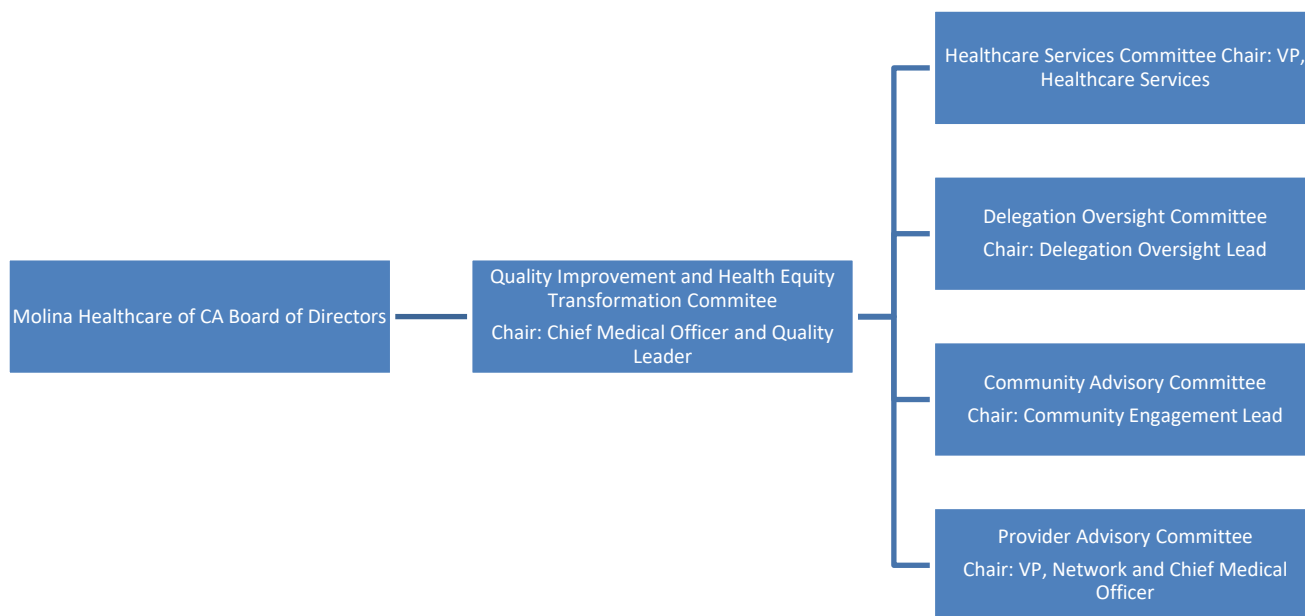 Healthcare Services Committee Chair: VP,
Healthcare Services
Delegation Oversight Committee
Chair: Delegation Oversight Lead
Molina Healthcare of CA Board of Directors
Quality Improvement and Health Equity
Transformation Commitee
Chair: Chief Medical Officer and Quality
Leader
Community Advisory Committee
Chair: Community Engagement Lead
Provider Advisory Committee
Chair: VP, Network and Chief Medical
Officer